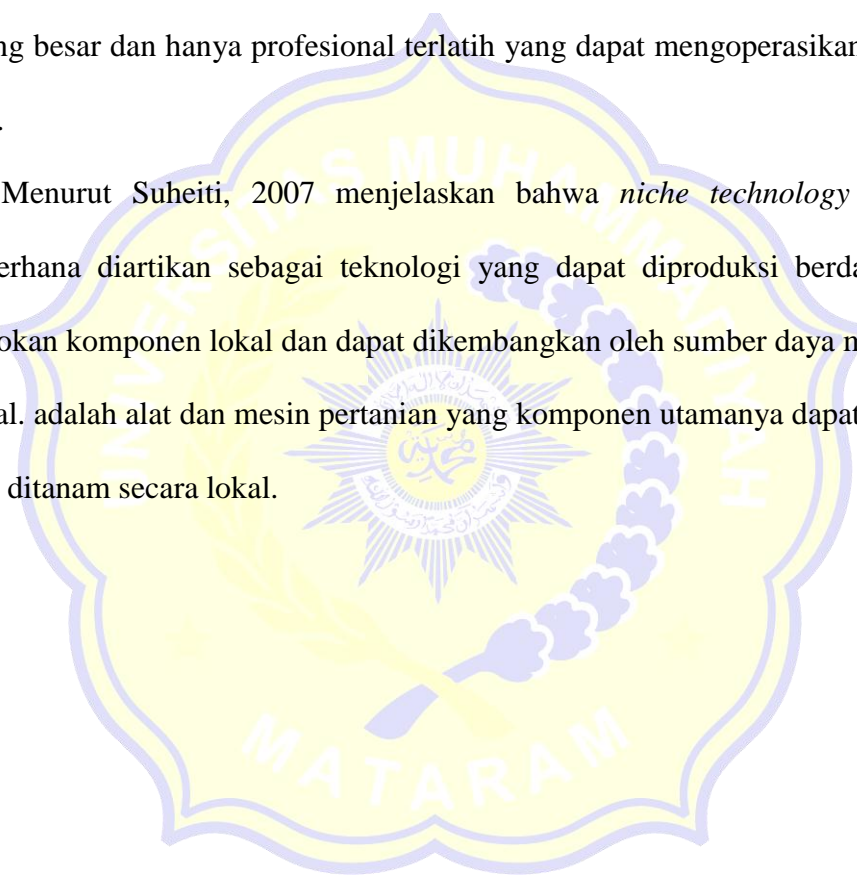 ng besar dan hanya profesional terlatih yang dapat mengoperasikan
.
Menurut Suheiti, 2007 menjelaskan bahwa niche technology
erhana diartikan sebagai teknologi yang dapat diproduksi berda
okan komponen lokal dan dapat dikembangkan oleh sumber daya m
al. adalah alat dan mesin pertanian yang komponen utamanya dapat
ditanam secara lokal.
UNIVERSITAS MUHAMMADIYAH
MATARAM